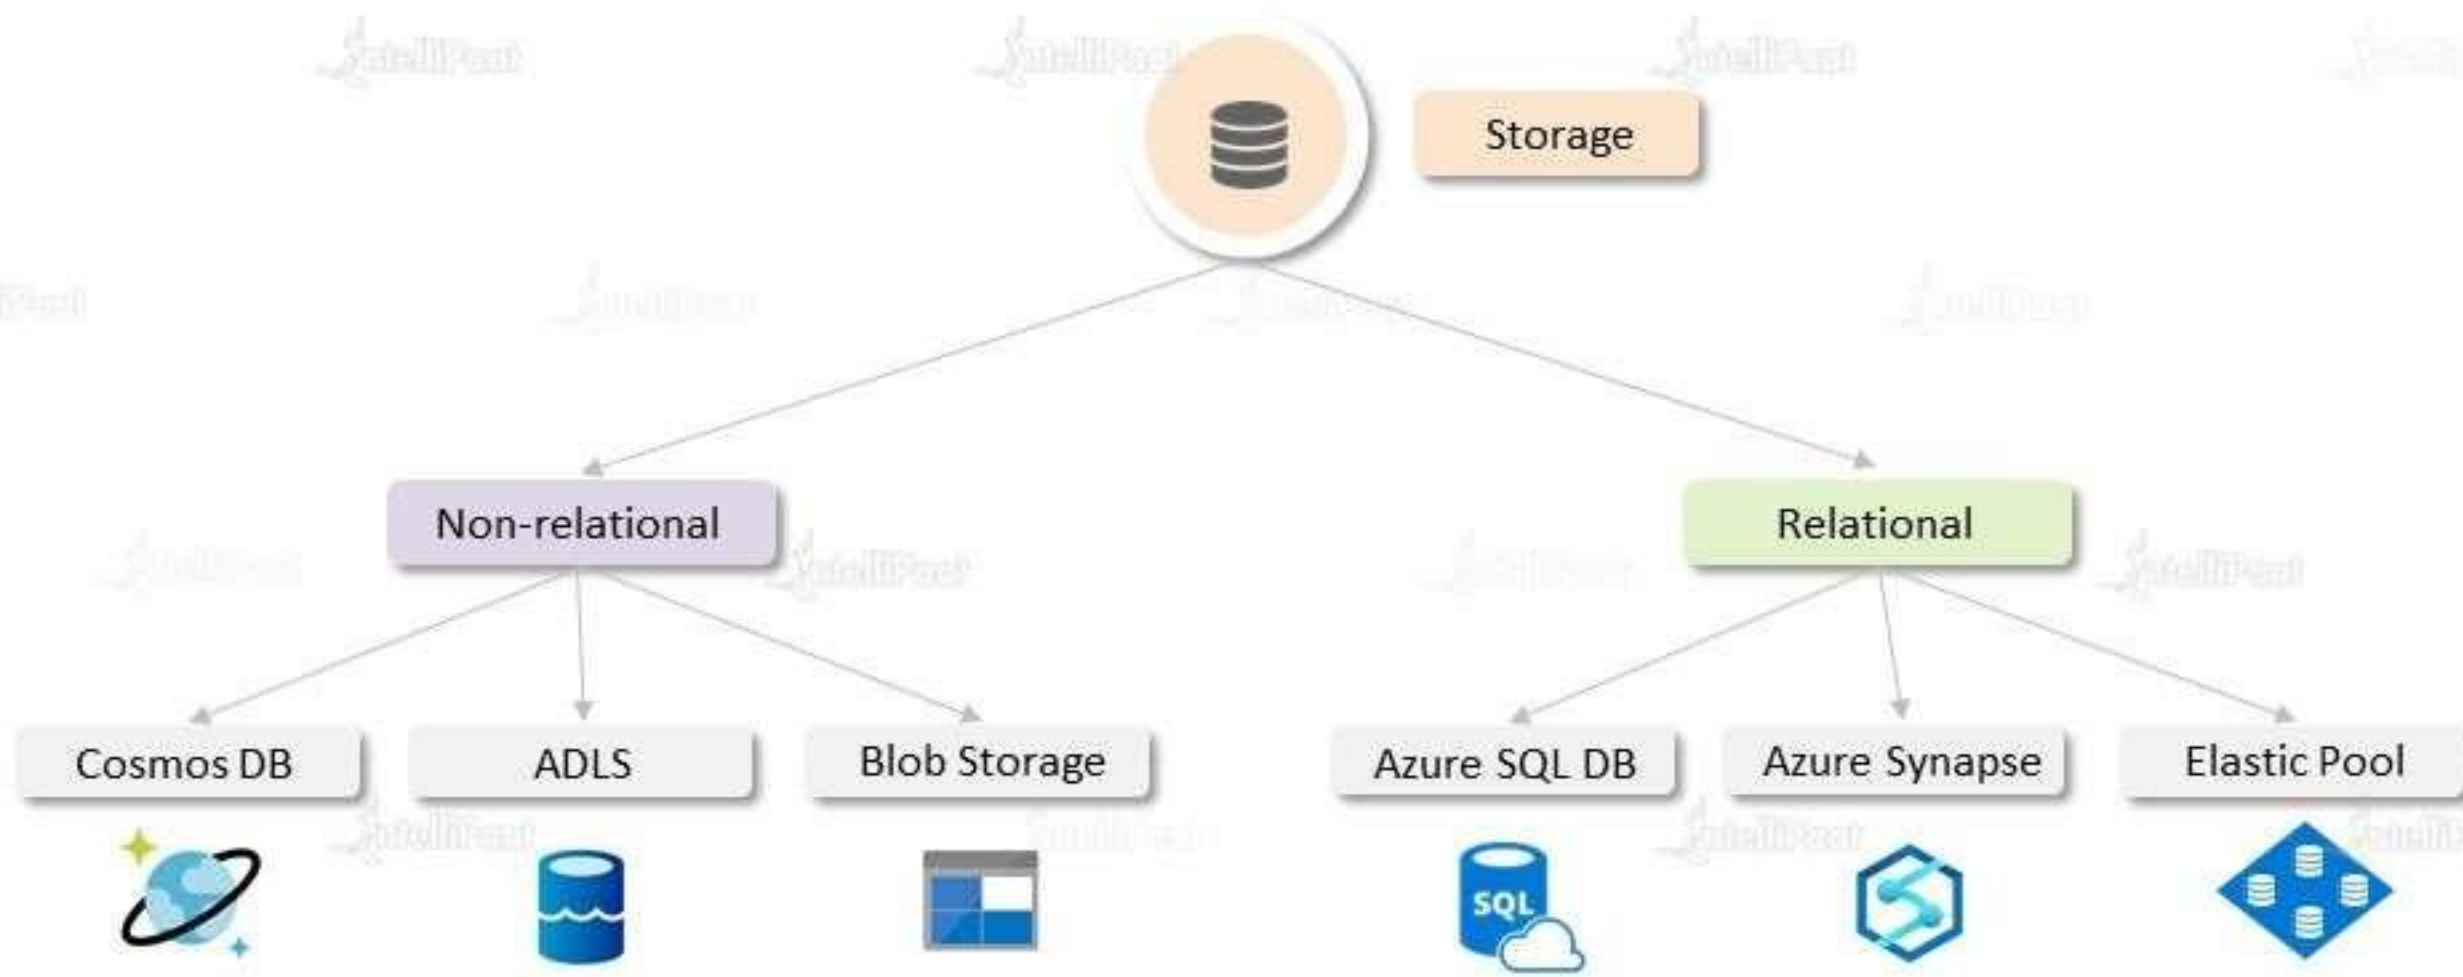 Storage
Non-relational
Relational
Cosmos DB
ADLS
Blob Storage
Azure SQL DB
Azure Synapse
Elastic Pool
SQL